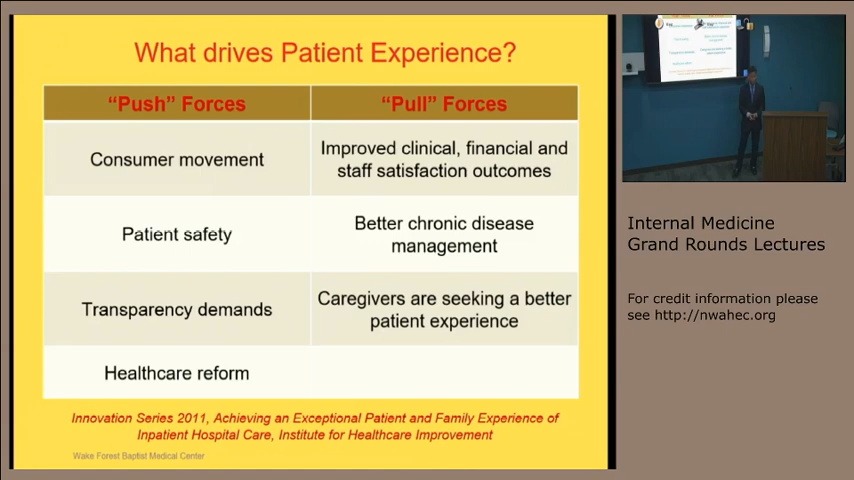 What drives Patient Experience?
"Push" Forces
"Pull" Forces
Consumer movement
Improved clinical, financial and
staff satisfaction outcomes
Patient safety
Better chronic disease
management
Transparency demands
Caregivers are seeking a better
patient experience
Healthcare reform
Innovation Series 2011, Achieving an Exceptional Patient and Family Experience of
Inpatient Hospital Care, Institute for Healthcare Improvement
Wake Forest Baptist Medical Center
Internal Medicine
Grand Rounds Lectures
For credit information please
see http://nwahec.org